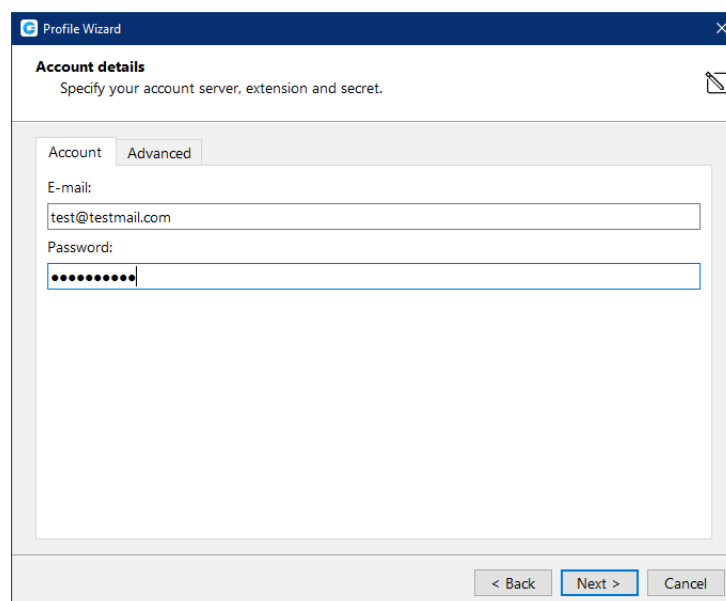 Profile Wizard
Account details
Specify your account server, extension and secret.
Account Advanced
E-mail:
test@testmail.com
Password:
••••••••••
< Back Next > Cancel